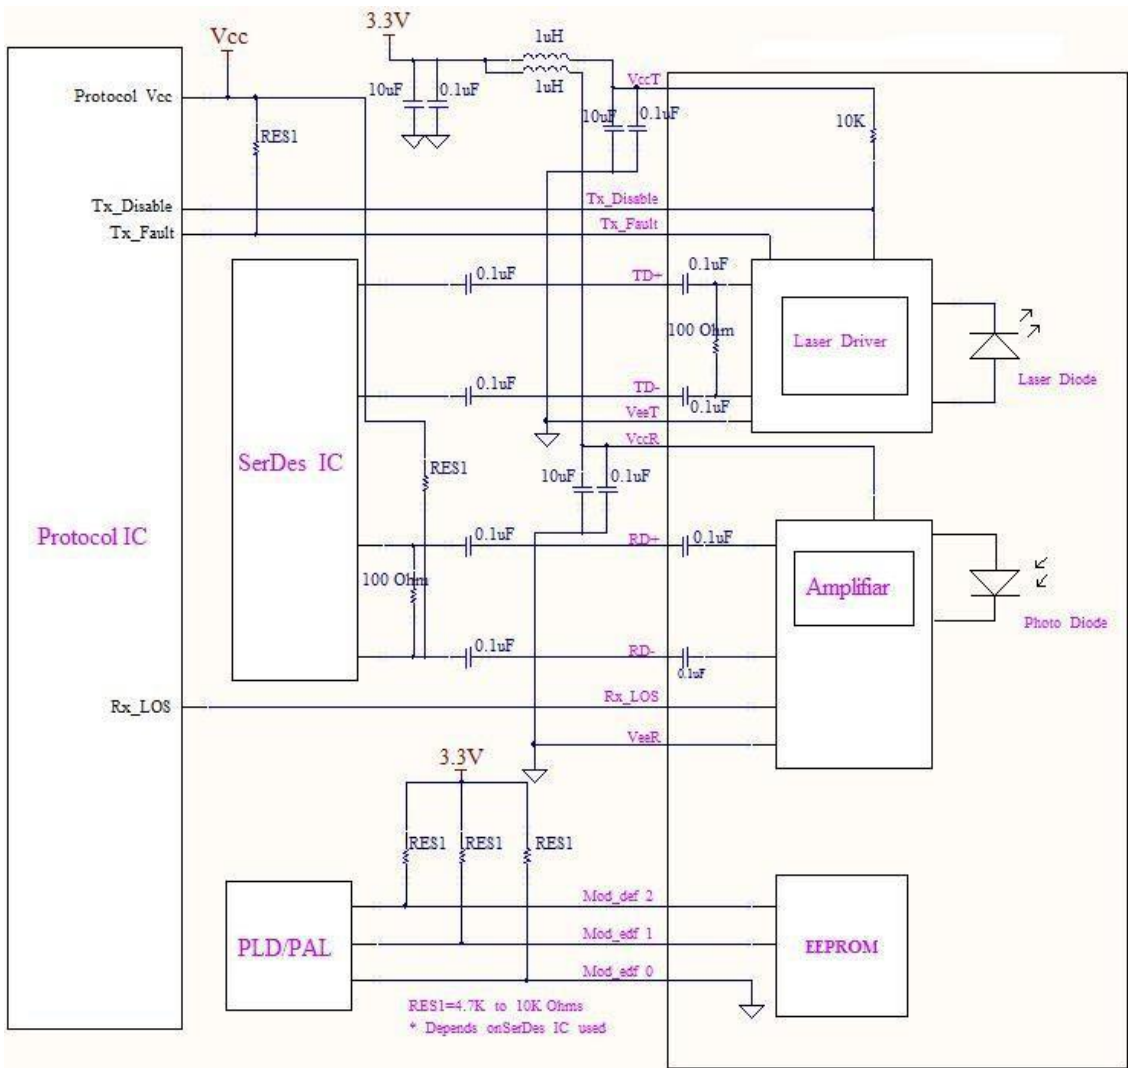 3.3V
1uH
Vcc
1uH
VccT
Protocol Vcc
10uF
0.1uF
10uF
0.1uF
10K
RES1
Tx_Disable
Tx_Disable
Tx_Fault
Tx_Fault
0.1uF
TD+
0.1uF
100 Ohm
Laser Driver
Laser Diode
0.1uF
TD-
0.1uF
VeeT
VccR
SerDes IC
RES1
10uF
0.1uF
Protocol IC
0.1uF
RD+
0.1uF
100 Ohm
Amplifiar
Photo Diode
0.1uF
RD-
0.1uF
Rx_LOS
Rx_LOS
VeeR
3.3V
RES1
RES1
RES1
Mod_def 2
PLD/PAL
Mod_edf 1
EEPROM
Mod_edf 0
RES1=4.7K to 10K Ohms
* Depends onSerDes IC used